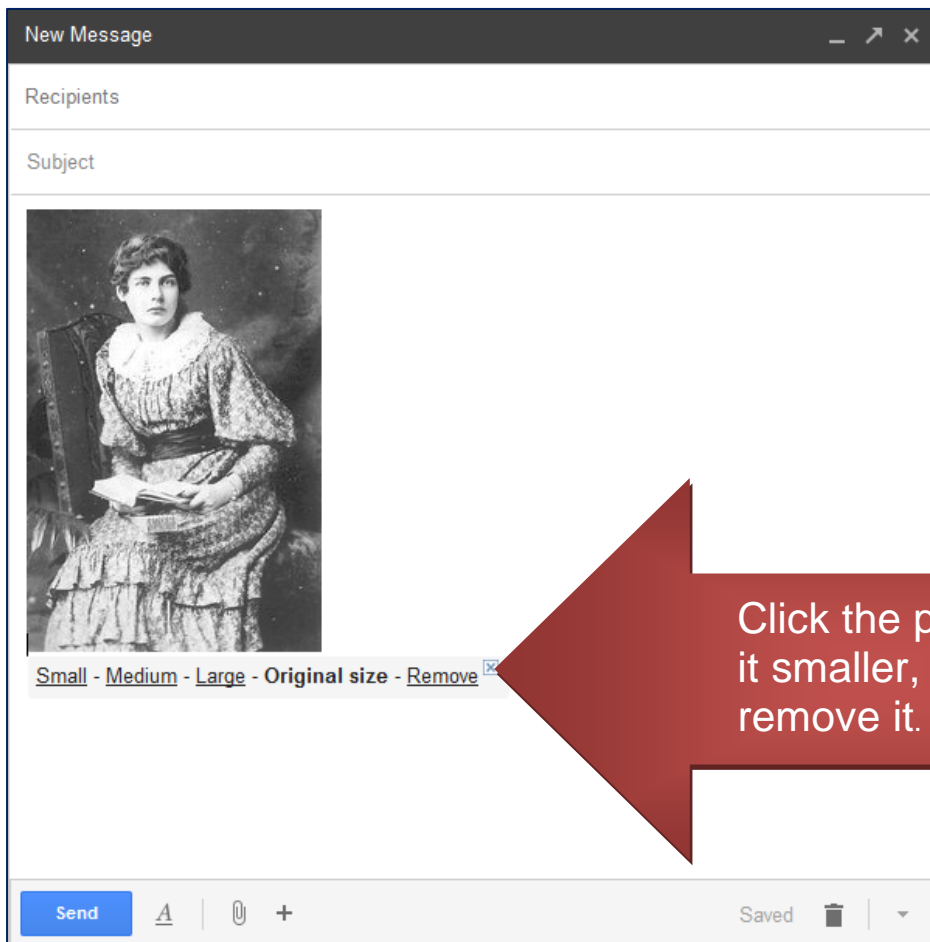 New Message
Recipients
Subject
Small - Medium - Large - Original size - Remove
Click the
it smaller,
remove it.
Send A
Saved